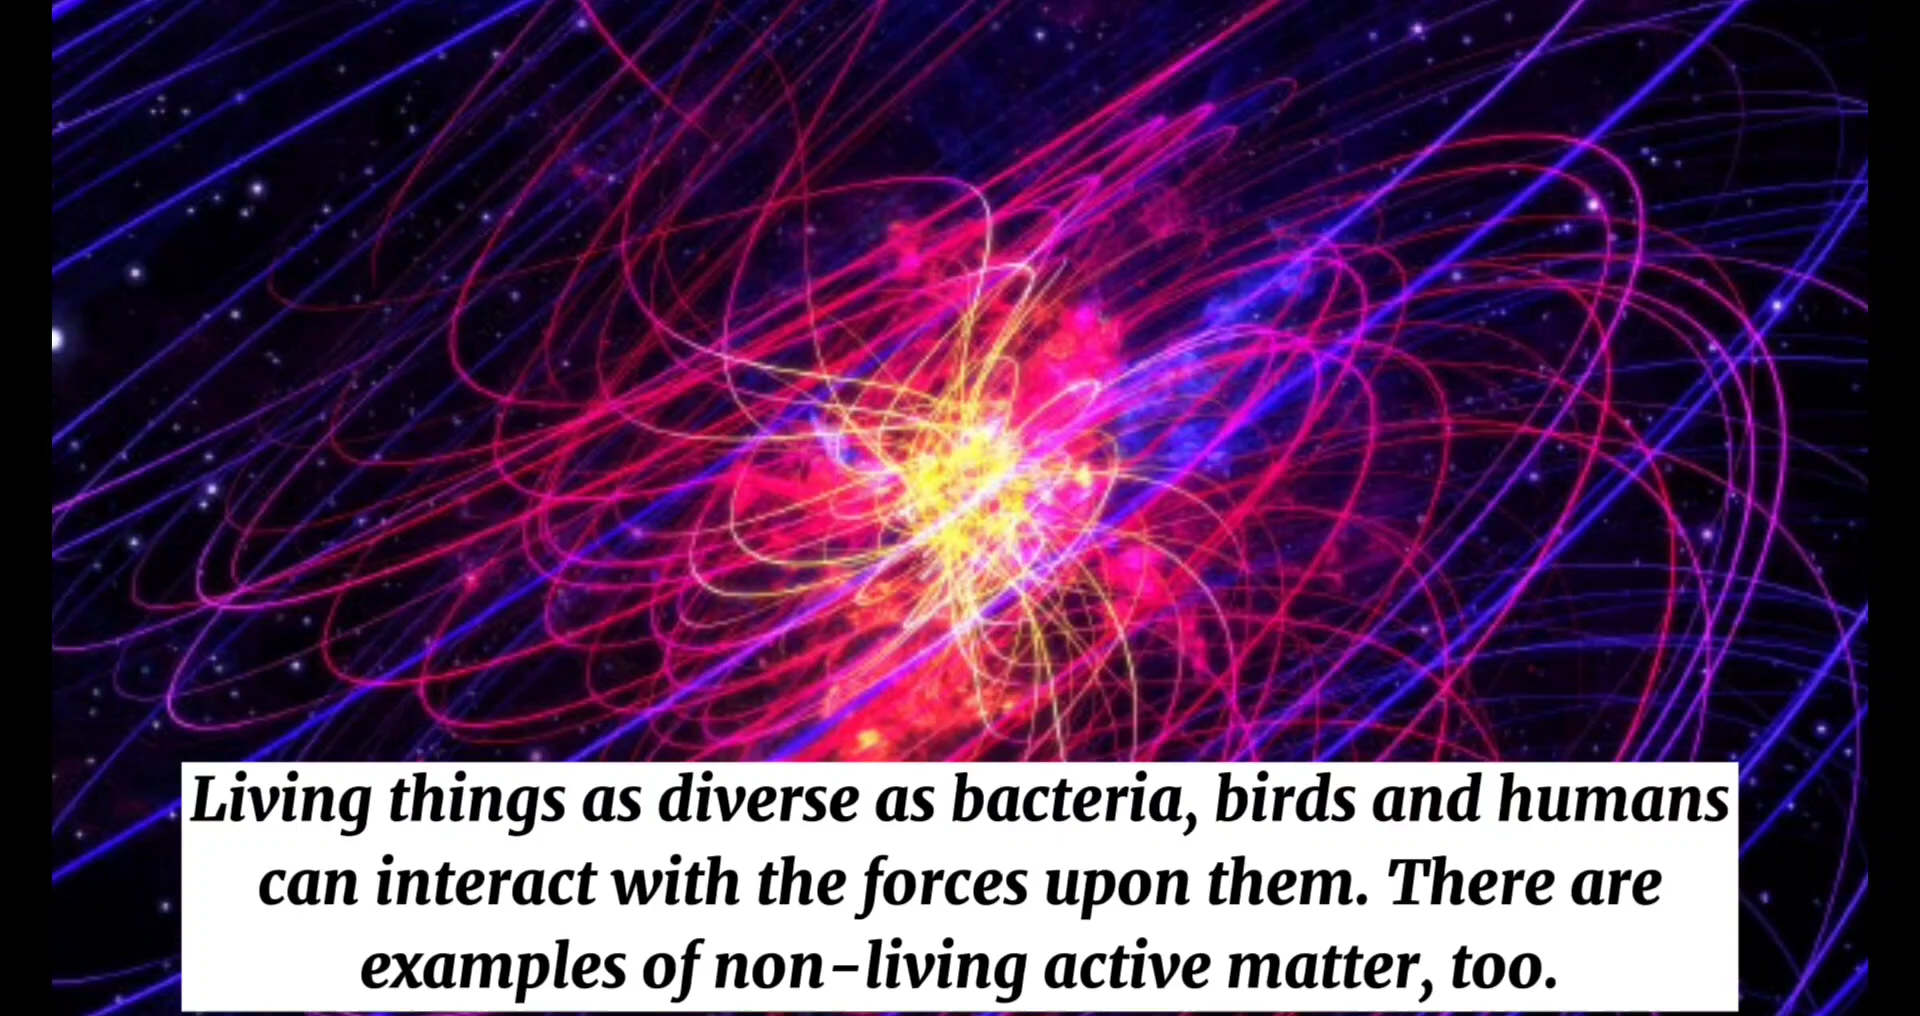 Living things as diverse as bacteria, birds and humans
can interact with the forces upon them. There are
examples of non-living active matter, too.